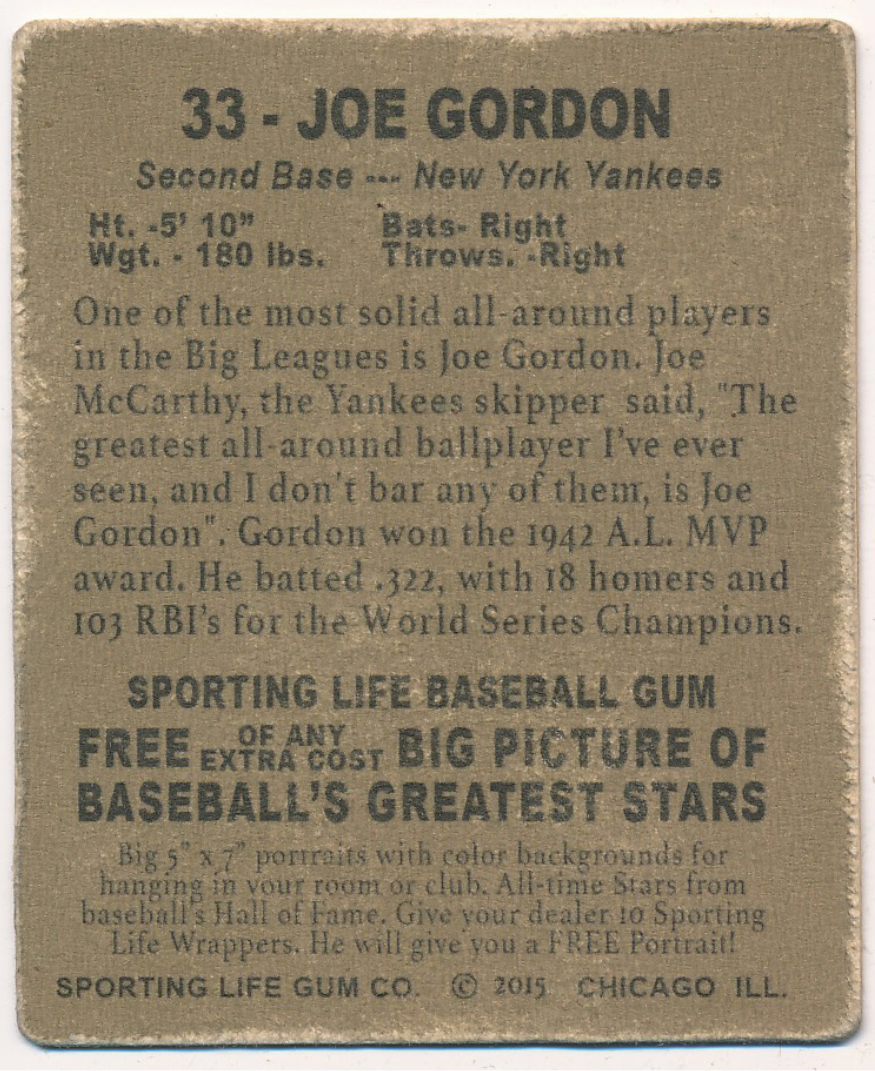 33 - JOE GORDON
Second Base --- New York Yankees
Ht. -5' 10" Bats- Right
Wgt. - 180 lbs. Throws. -Right
One of the most solid all-around players
in the Big Leagues is Joe Gordon. Joe
McCarthy, the Yankees skipper said, "The
greatest all-around ballplayer I've ever
seen, and I don't bar any of them, is Joe
Gordon". Gordon won the 1942 A.L. MVP
award. He batted .322, with 18 homers and
103 RBI's for the World Series Champions.
SPORTING LIFE BASEBALL GUM
FREE OF ANY EXTRA COST BIG PICTURE OF
BASEBALL'S GREATEST STARS
Big 5" x 7" portraits with color backgrounds for
hanging in your room or club. All-time Stars from
baseball's Hall of Fame. Give your dealer 10 Sporting
Life Wrappers. He will give you a FREE Portrait!
SPORTING LIFE GUM CO. © 2015 CHICAGO ILL.